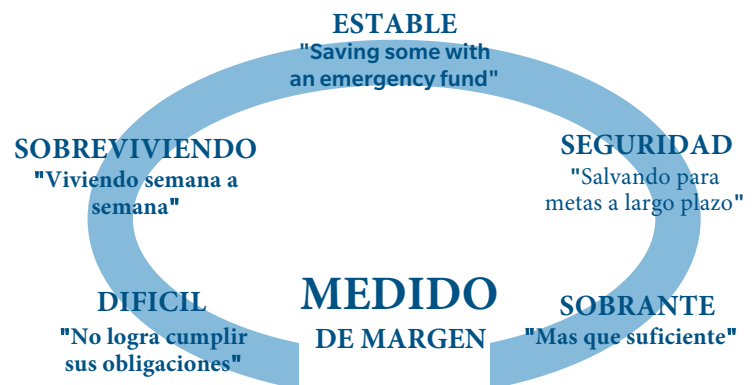 ESTABLE
"Saving some with
an emergency fund"
SOBREVIVIENDO
"Viviendo semana a
semana"
SEGURIDAD
"Salvando para
metas a largo plazo"
DIFICIL
"No logra cumplir
sus obligaciones"
MEDIDO
DE MARGEN
SOBRANTE
"Mas que suficiente"